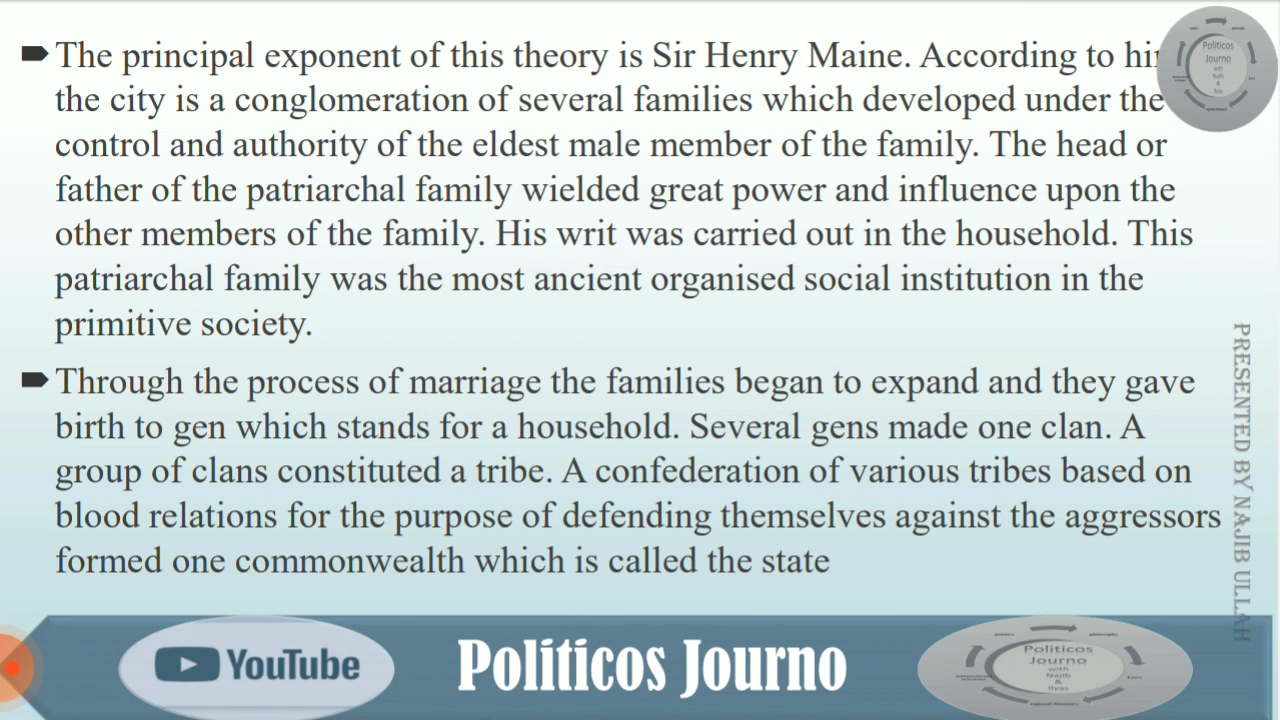 The principal exponent of this theory is Sir Henry Maine. According to
the city is a conglomeration of several families which developed under the
control and authority of the eldest male member of the family. The head or
father of the patriarchal family wielded great power and influence upon the
other members of the family. His writ was carried out in the household. This
patriarchal family was the most ancient organised social institution in the
primitive society.
Through the process of marriage the families began to expand and they gave
birth to gen which stands for a household. Several gens made one clan. A
group of clans constituted a tribe. A confederation of various tribes based on
blood relations for the purpose of defending themselves against the aggressors
formed one commonwealth which is called the state
Politicos
Journo
with
Najib
&
PRESENTED BY NAJIB ULLAH
YouTube
Politicos Journo
Politicos
Journo
with
Najib
&
Ilyas